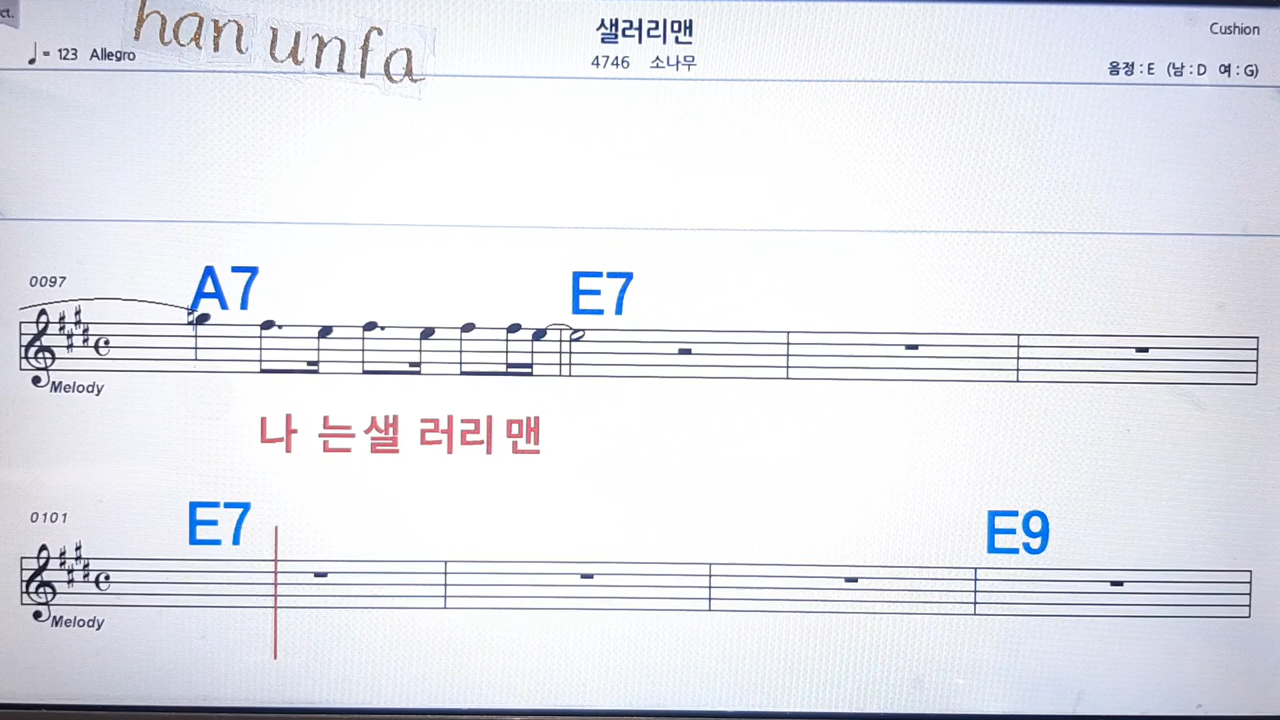 ct.
han unfa
샐러리맨
Cushion
♩= 123 Allegro
4746 소나무
음정 : E (남 : D 여 : G)
0097
A7
E7
Melody
나 는 샐 러 리 맨
0101
E7
E9
Melody